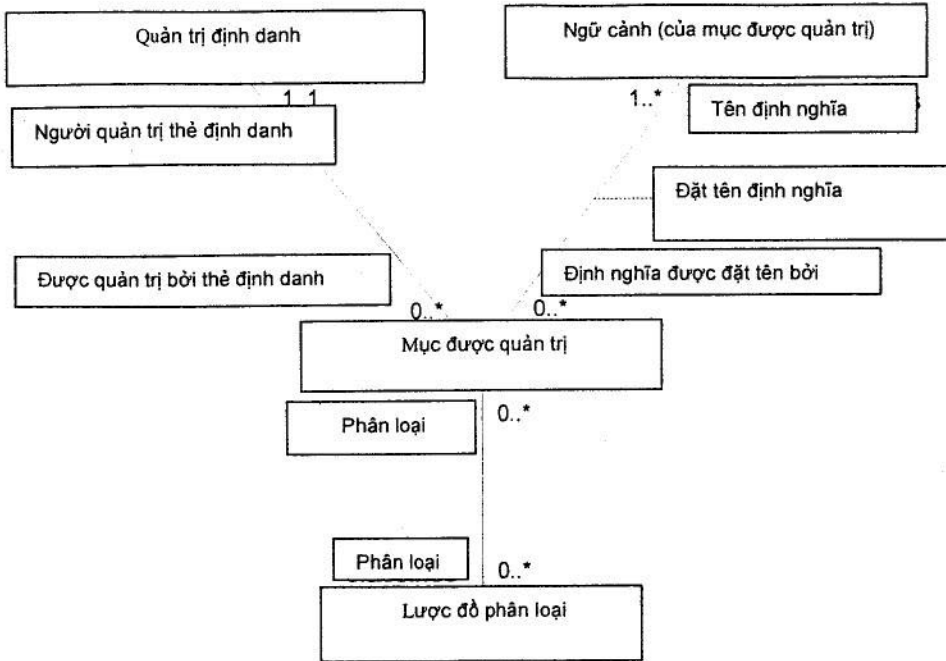 Quản trị định danh
Ngữ cảnh (của mục được quản trị)
1 1
1..*
Tên định nghĩa
Người quản trị thẻ định danh
Đặt tên định nghĩa
Được quản trị bởi thẻ định danh
Định nghĩa được đặt tên bởi
0..*
0..*
Mục được quản trị
Phân loại
0..*
Phân loại
0..*
Lược đồ phân loại